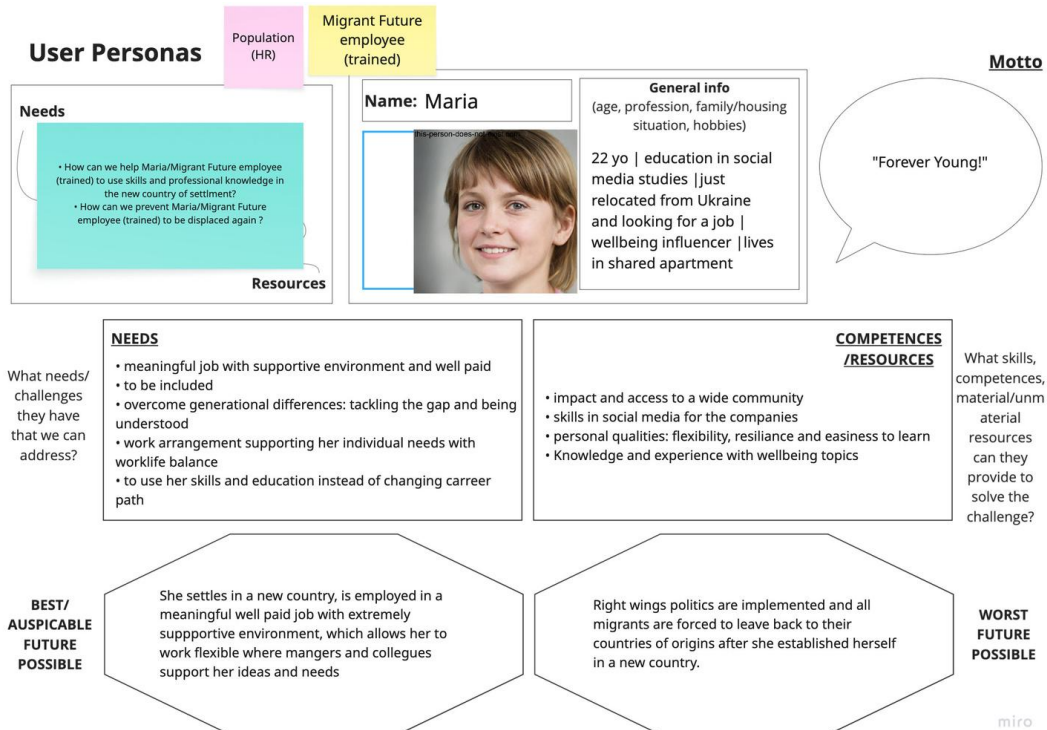 User Personas
Population
(HR)
Migrant Future
employee
(trained)
Motto
Needs
• How can we help Maria/Migrant Future employee
(trained) to use skills and professional knowledge in
the new country of settlment?
• How can we prevent Maria/Migrant Future
employee (trained) to be displaced again ?
Resources
Name: Maria
General info
(age, profession, family/housing
situation, hobbies)
22 yo | education in social
media studies |just
relocated from Ukraine
and looking for a job |
wellbeing influencer |lives
in shared apartment
"Forever Young!"
What needs/
challenges
they have
that we can
address?
NEEDS
• meaningful job with supportive environment and well paid
• to be included
• overcome generational differences: tackling the gap and being
understood
• work arrangement supporting her individual needs with
worklife balance
• to use her skills and education instead of changing carreer
path
COMPETENCES
/RESOURCES
• impact and access to a wide community
• skills in social media for the companies
• personal qualities: flexibility, resiliance and easiness to learn
• Knowledge and experience with wellbeing topics
What skills,
competences,
material/unm
aterial
resources
can they
provide to
solve the
challenge?
BEST/
AUSPICABLE
FUTURE
POSSIBLE
She settles in a new country, is employed in a
meaningful well paid job with extremely
suppportive environment, which allows her to
work flexible where mangers and collegues
support her ideas and needs
Right wings politics are implemented and all
migrants are forced to leave back to their
countries of origins after she established herself
in a new country.
WORST
FUTURE
POSSIBLE
miro